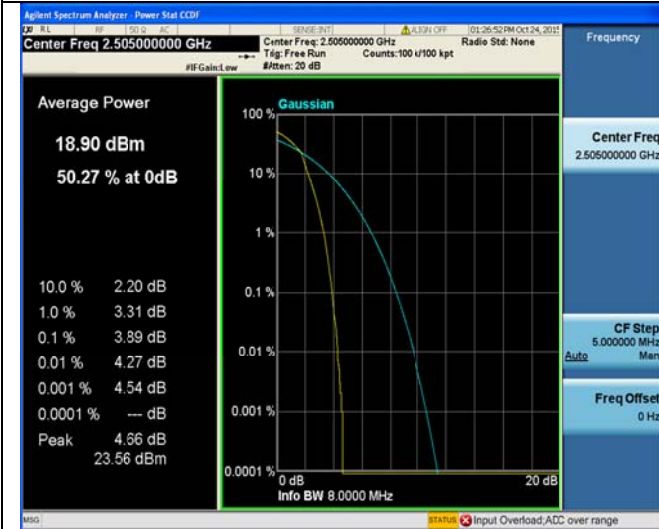 Agilent Spectrum Analyzer - Power Stat CCDF
RL RF 50 Ω AC SENSE:INT ALIGN OFF 01:26:52 PM Oct 24, 2015
Center Freq 2.505000000 GHz
Center Freq: 2.505000000 GHz
Radio Std: None
Trig: Free Run
Counts:100 k/100 kpt
#IFGain:Low
#Atten: 20 dB
Frequency
Average Power
18.90 dBm
50.27 % at 0dB
10.0 % 2.20 dB
1.0 % 3.31 dB
0.1 % 3.89 dB
0.01 % 4.27 dB
0.001 % 4.54 dB
0.0001 % --- dB
Peak 4.66 dB
23.56 dBm
Gaussian
100 %
10 %
1 %
0.1 %
0.01 %
0.001 %
0.0001 %
0 dB
20 dB
Info BW 8.0000 MHz
Center Freq
2.505000000 GHz
CF Step
5.000000 MHz
Auto Man
Freq Offset
0 Hz
MSG
STATUS
Input Overload;ADC over range